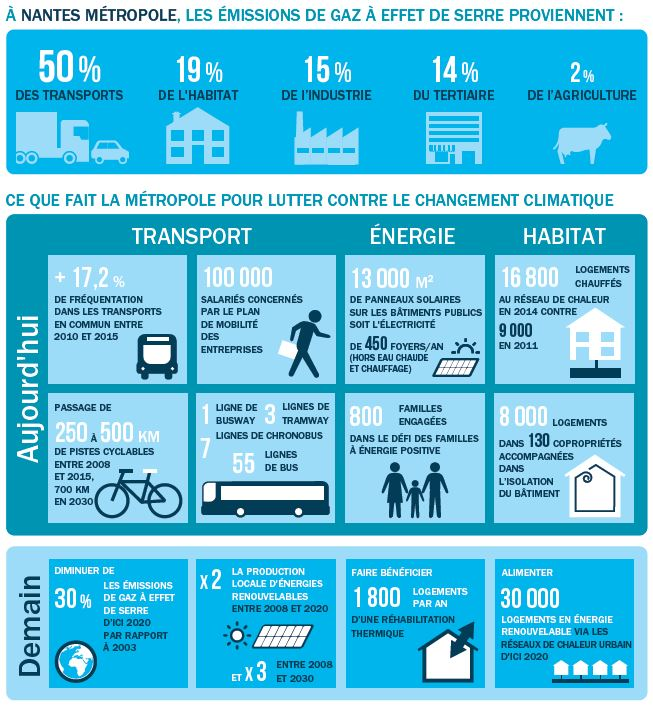 À NANTES MÉTROPOLE, LES ÉMISSIONS DE GAZ À EFFET DE SERRE PROVIENNENT :
50 %
DES TRANSPORTS
19 %
DE L'HABITAT
15 %
DE l'INDUSTRIE
14 %
DU TERTIAIRE
2 %
DE L'AGRICULTURE
CE QUE FAIT LA MÉTROPOLE POUR LUTTER CONTRE LE CHANGEMENT CLIMATIQUE
Aujourd'hui
TRANSPORT
ÉNERGIE
HABITAT
+ 17,2 %
DE FRÉQUENTATION
DANS LES TRANSPORTS
EN COMMUN ENTRE
2010 ET 2015
100 000
SALARIÉS CONCERNÉS
PAR LE PLAN
DE MOBILITÉ
DES
ENTREPRISES
13 000 M²
DE PANNEAUX SOLAIRES
SUR LES BÂTIMENTS PUBLICS
SOIT L'ÉLECTRICITÉ
DE 450 FOYERS/AN
(HORS EAU CHAUDE
ET CHAUFFAGE)
16 800 LOGEMENTS
CHAUFFÉS
AU RÉSEAU DE CHALEUR
EN 2014 CONTRE
9 000
EN 2011
PASSAGE DE
250 À 500 KM
DE PISTES CYCLABLES
ENTRE 2008
ET 2015,
700 KM
EN 2030
1 LIGNE DE
BUSWAY
3 LIGNES DE
TRAMWAY
7 LIGNES DE CHRONOBUS
55 LIGNES
DE BUS
800 FAMILLES
ENGAGÉES
DANS LE DÉFI DES FAMILLES
À ÉNERGIE POSITIVE
8 000 LOGEMENTS
DANS 130 COPROPRIÉTÉS
ACCOMPAGNÉES
DANS
L'ISOLATION
DU BÂTIMENT
Demain
DIMINUER DE
30 %
LES ÉMISSIONS
DE GAZ À EFFET
DE SERRE
D'ICI 2020
PAR RAPPORT
À 2003
x 2
LA PRODUCTION
LOCALE D'ÉNERGIES
RENOUVELABLES
ENTRE 2008 ET 2020
ET x 3 ENTRE 2008
ET 2030
FAIRE BÉNÉFICIER
1 800 LOGEMENTS
PAR AN
D'UNE RÉHABILITATION
THERMIQUE
ALIMENTER
30 000
LOGEMENTS EN ÉNERGIE
RENOUVELABLE VIA LES
RÉSEAUX DE CHALEUR URBAIN
D'ICI 2020